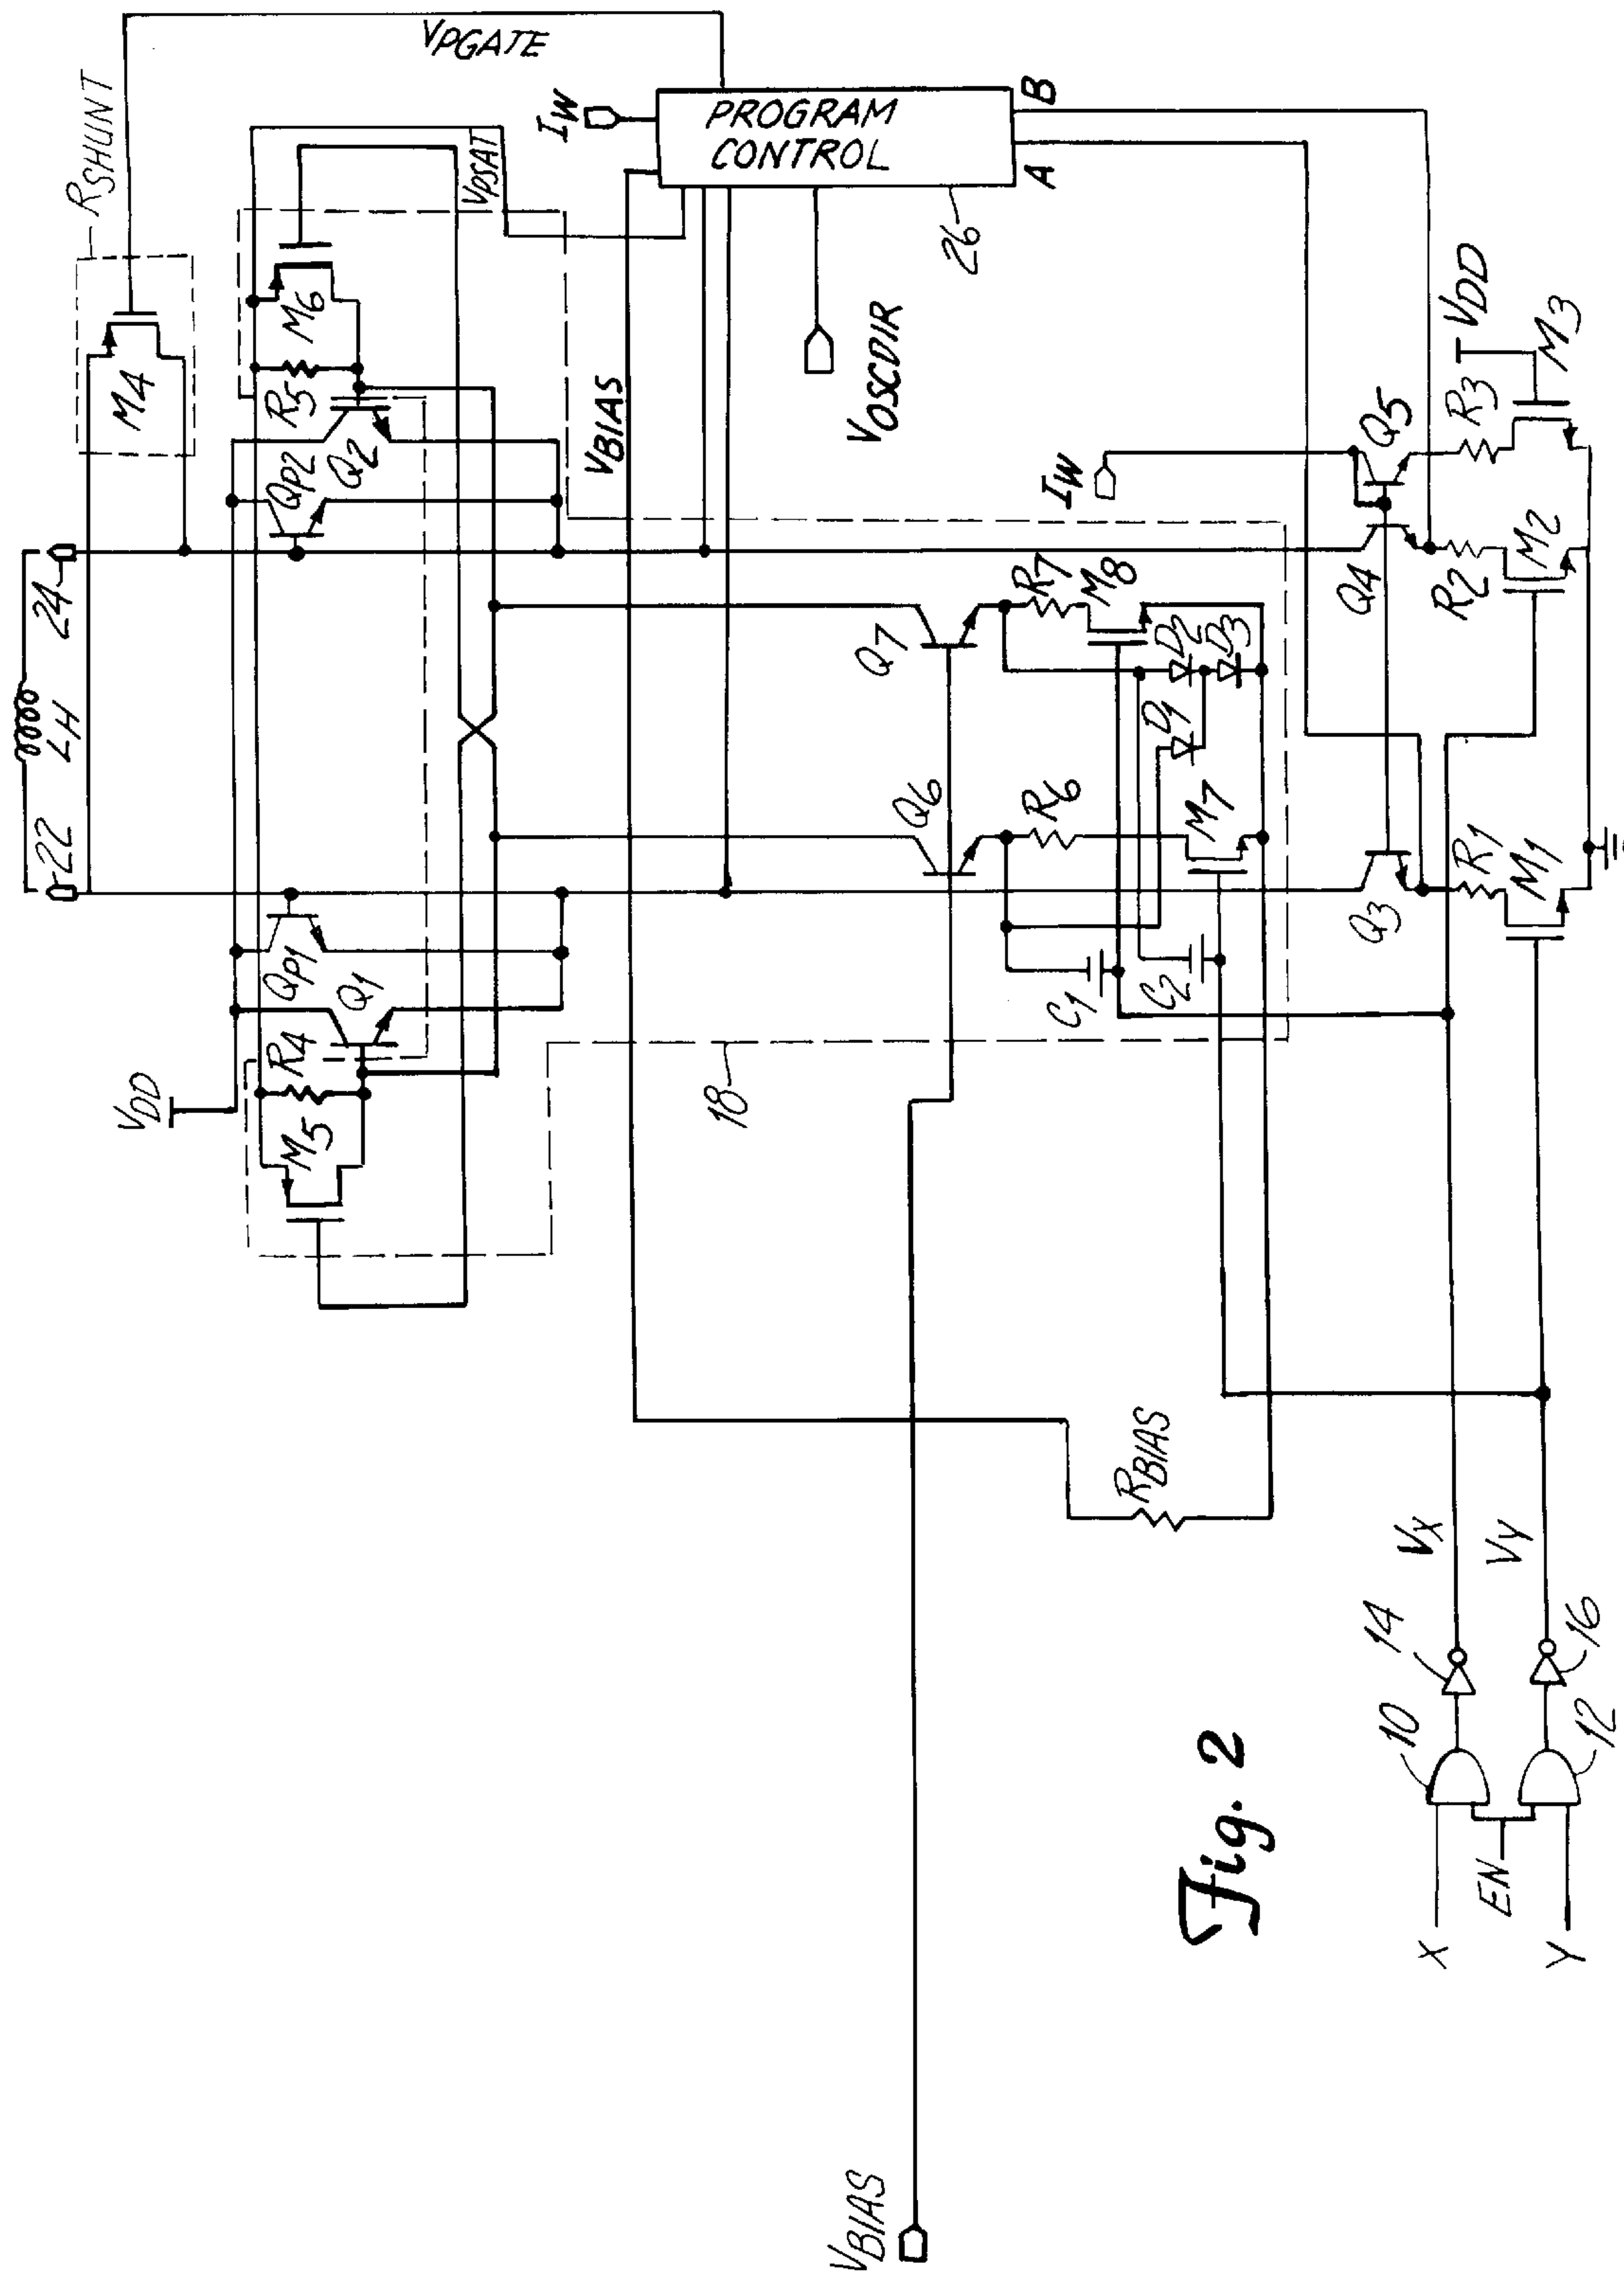 VPGATE
RSHUNT
M4
24
LH
22
IW
PROGRAM
CONTROL
B
A
26
VPSAT
M6
R5
Q2
QP2
VBIAS
VOSCDIR
VDD
M3
R3
Q5
IW
Q4
R2
M2
Q7
R7
M8
D2
D3
D1
Q6
R6
M7
C1
C2
Q3
R1
M1
QP1
Q1
R4
M5
VDD
18
RBIAS
VX
VY
14
16
10
12
X
EN
Y
VBIAS
Fig. 2